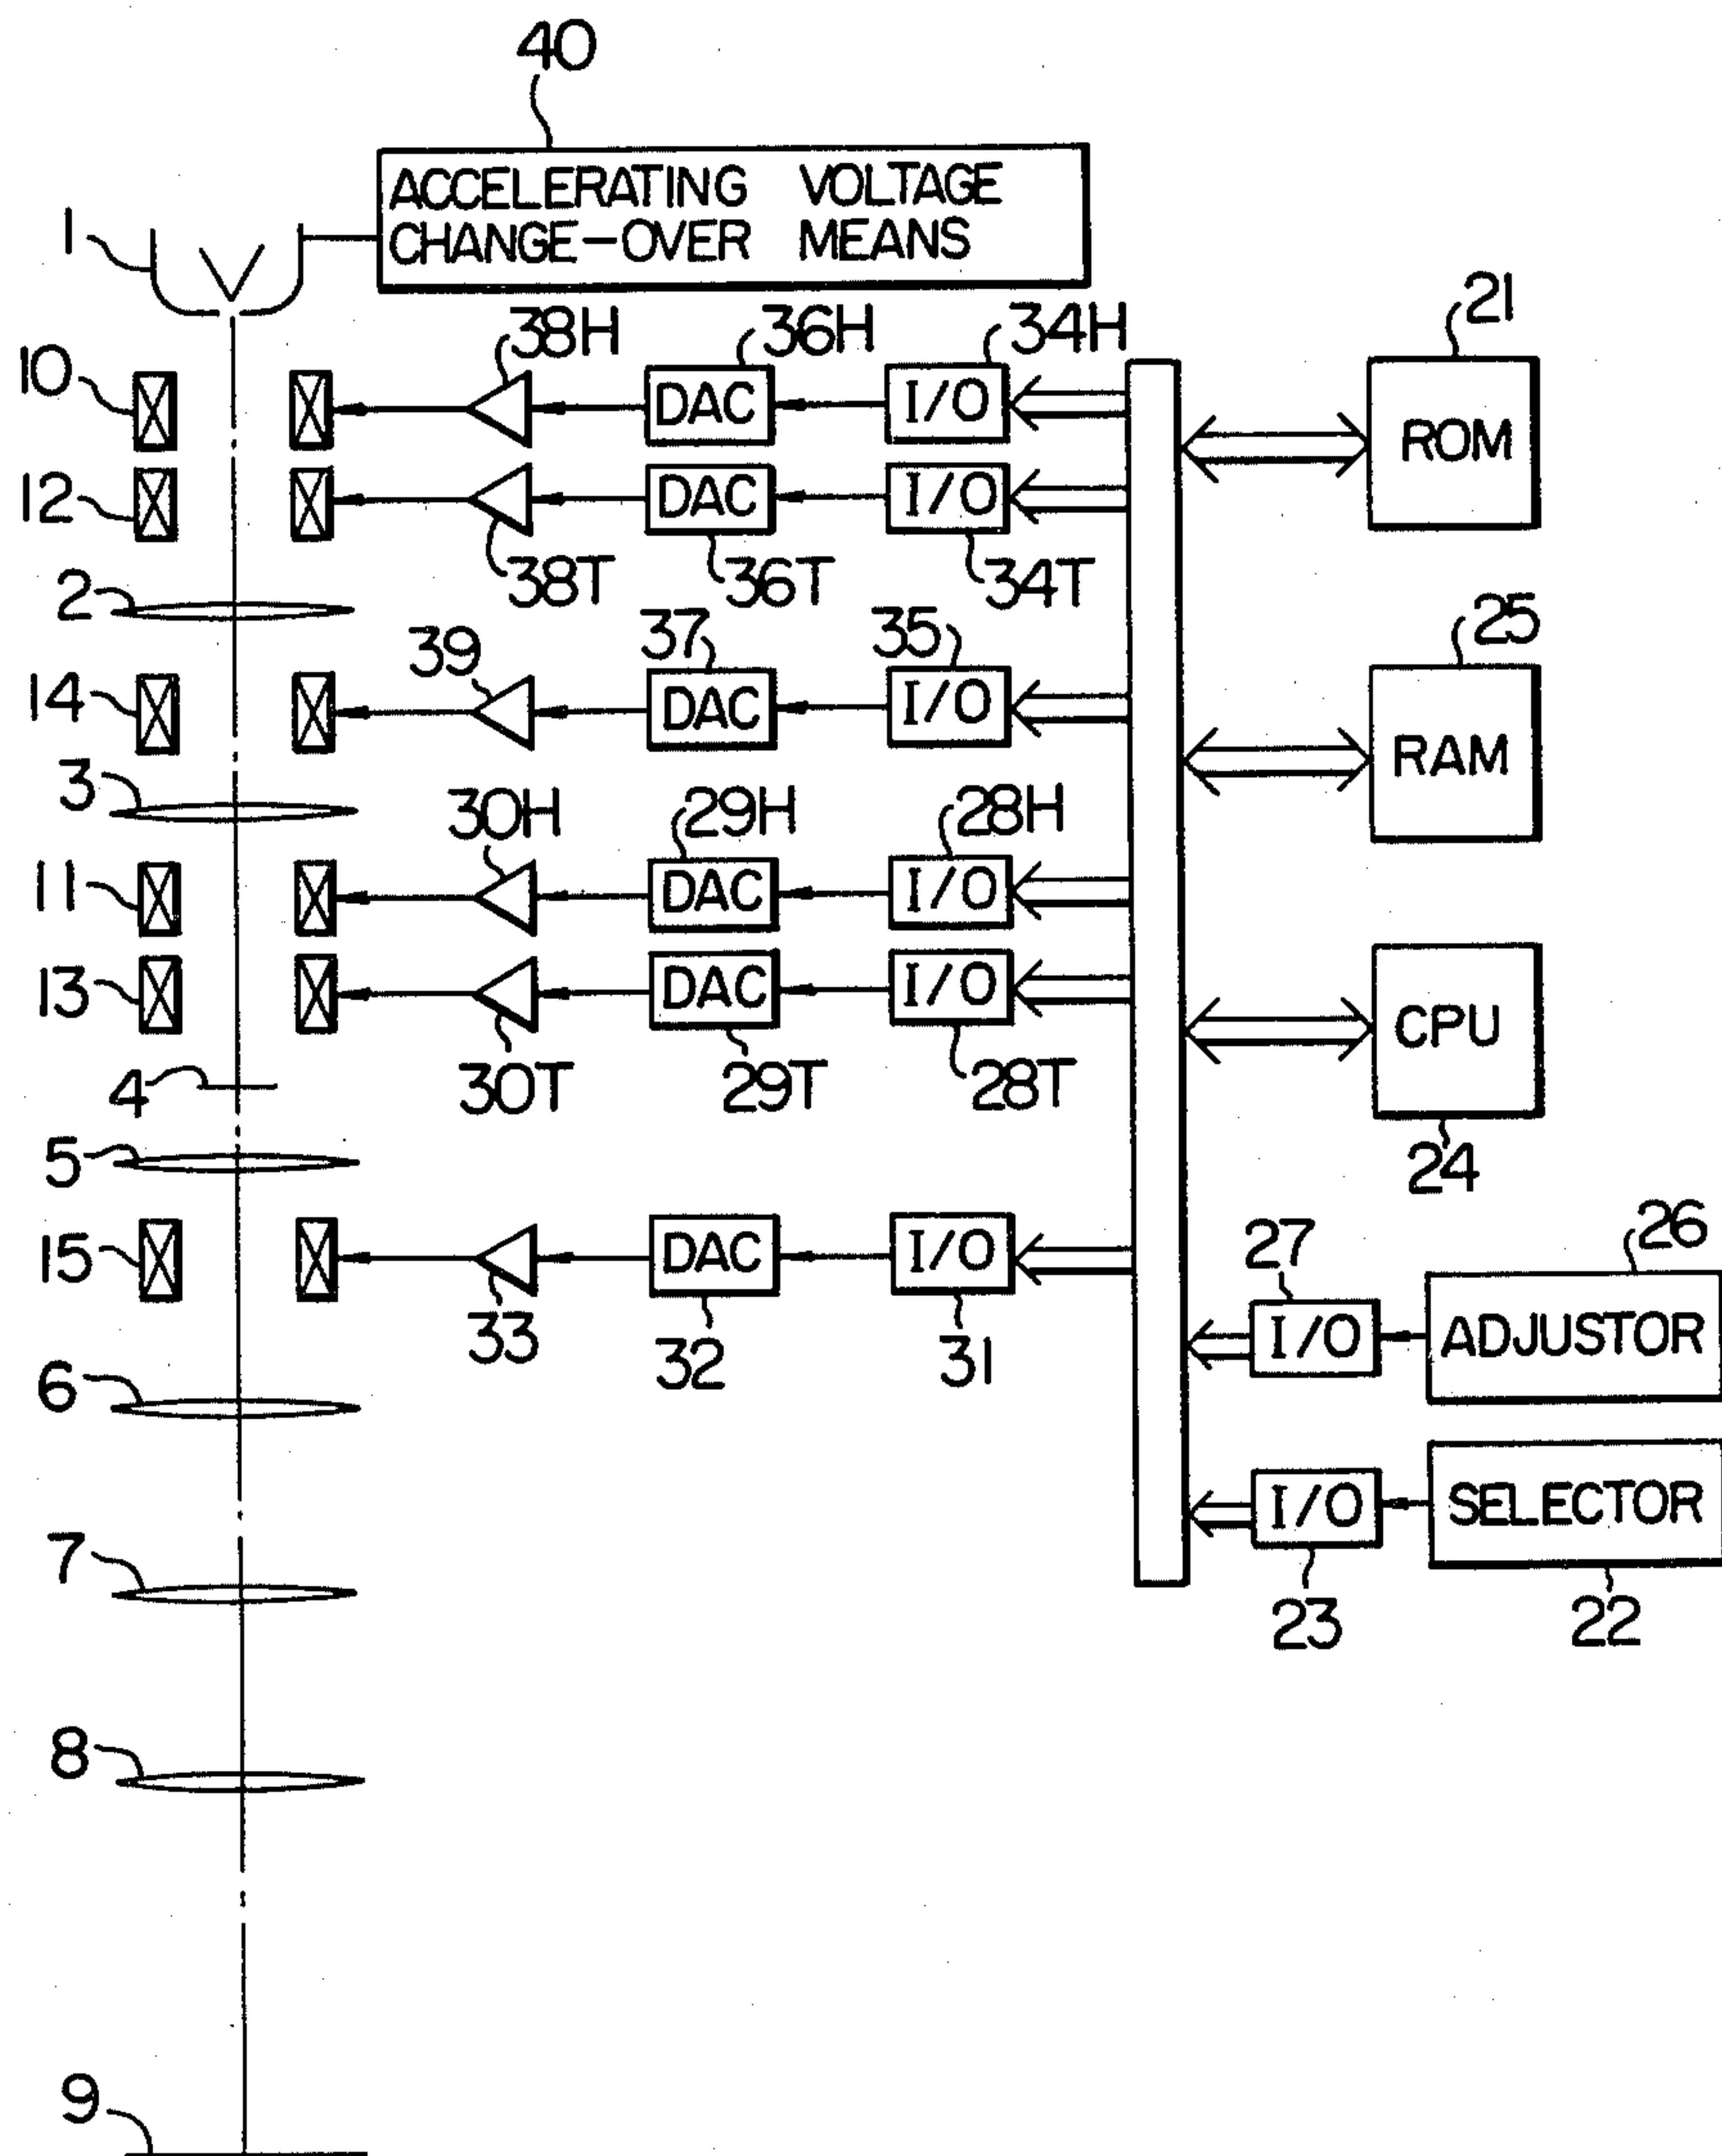 40
ACCELERATING VOLTAGE
CHANGE-OVER MEANS
1
38H 36H 34H 21
10 DAC I/O ROM
12 DAC I/O
38T 36T 34T
2
39 37 35 25
14 DAC I/O RAM
3
30H 29H 28H
11 DAC I/O
13 DAC I/O CPU
30T 29T 28T
4
24
5
27 26
15 DAC I/O
I/O ADJUSTOR
33 32 31
6
I/O SELECTOR
7
23 22
8
9